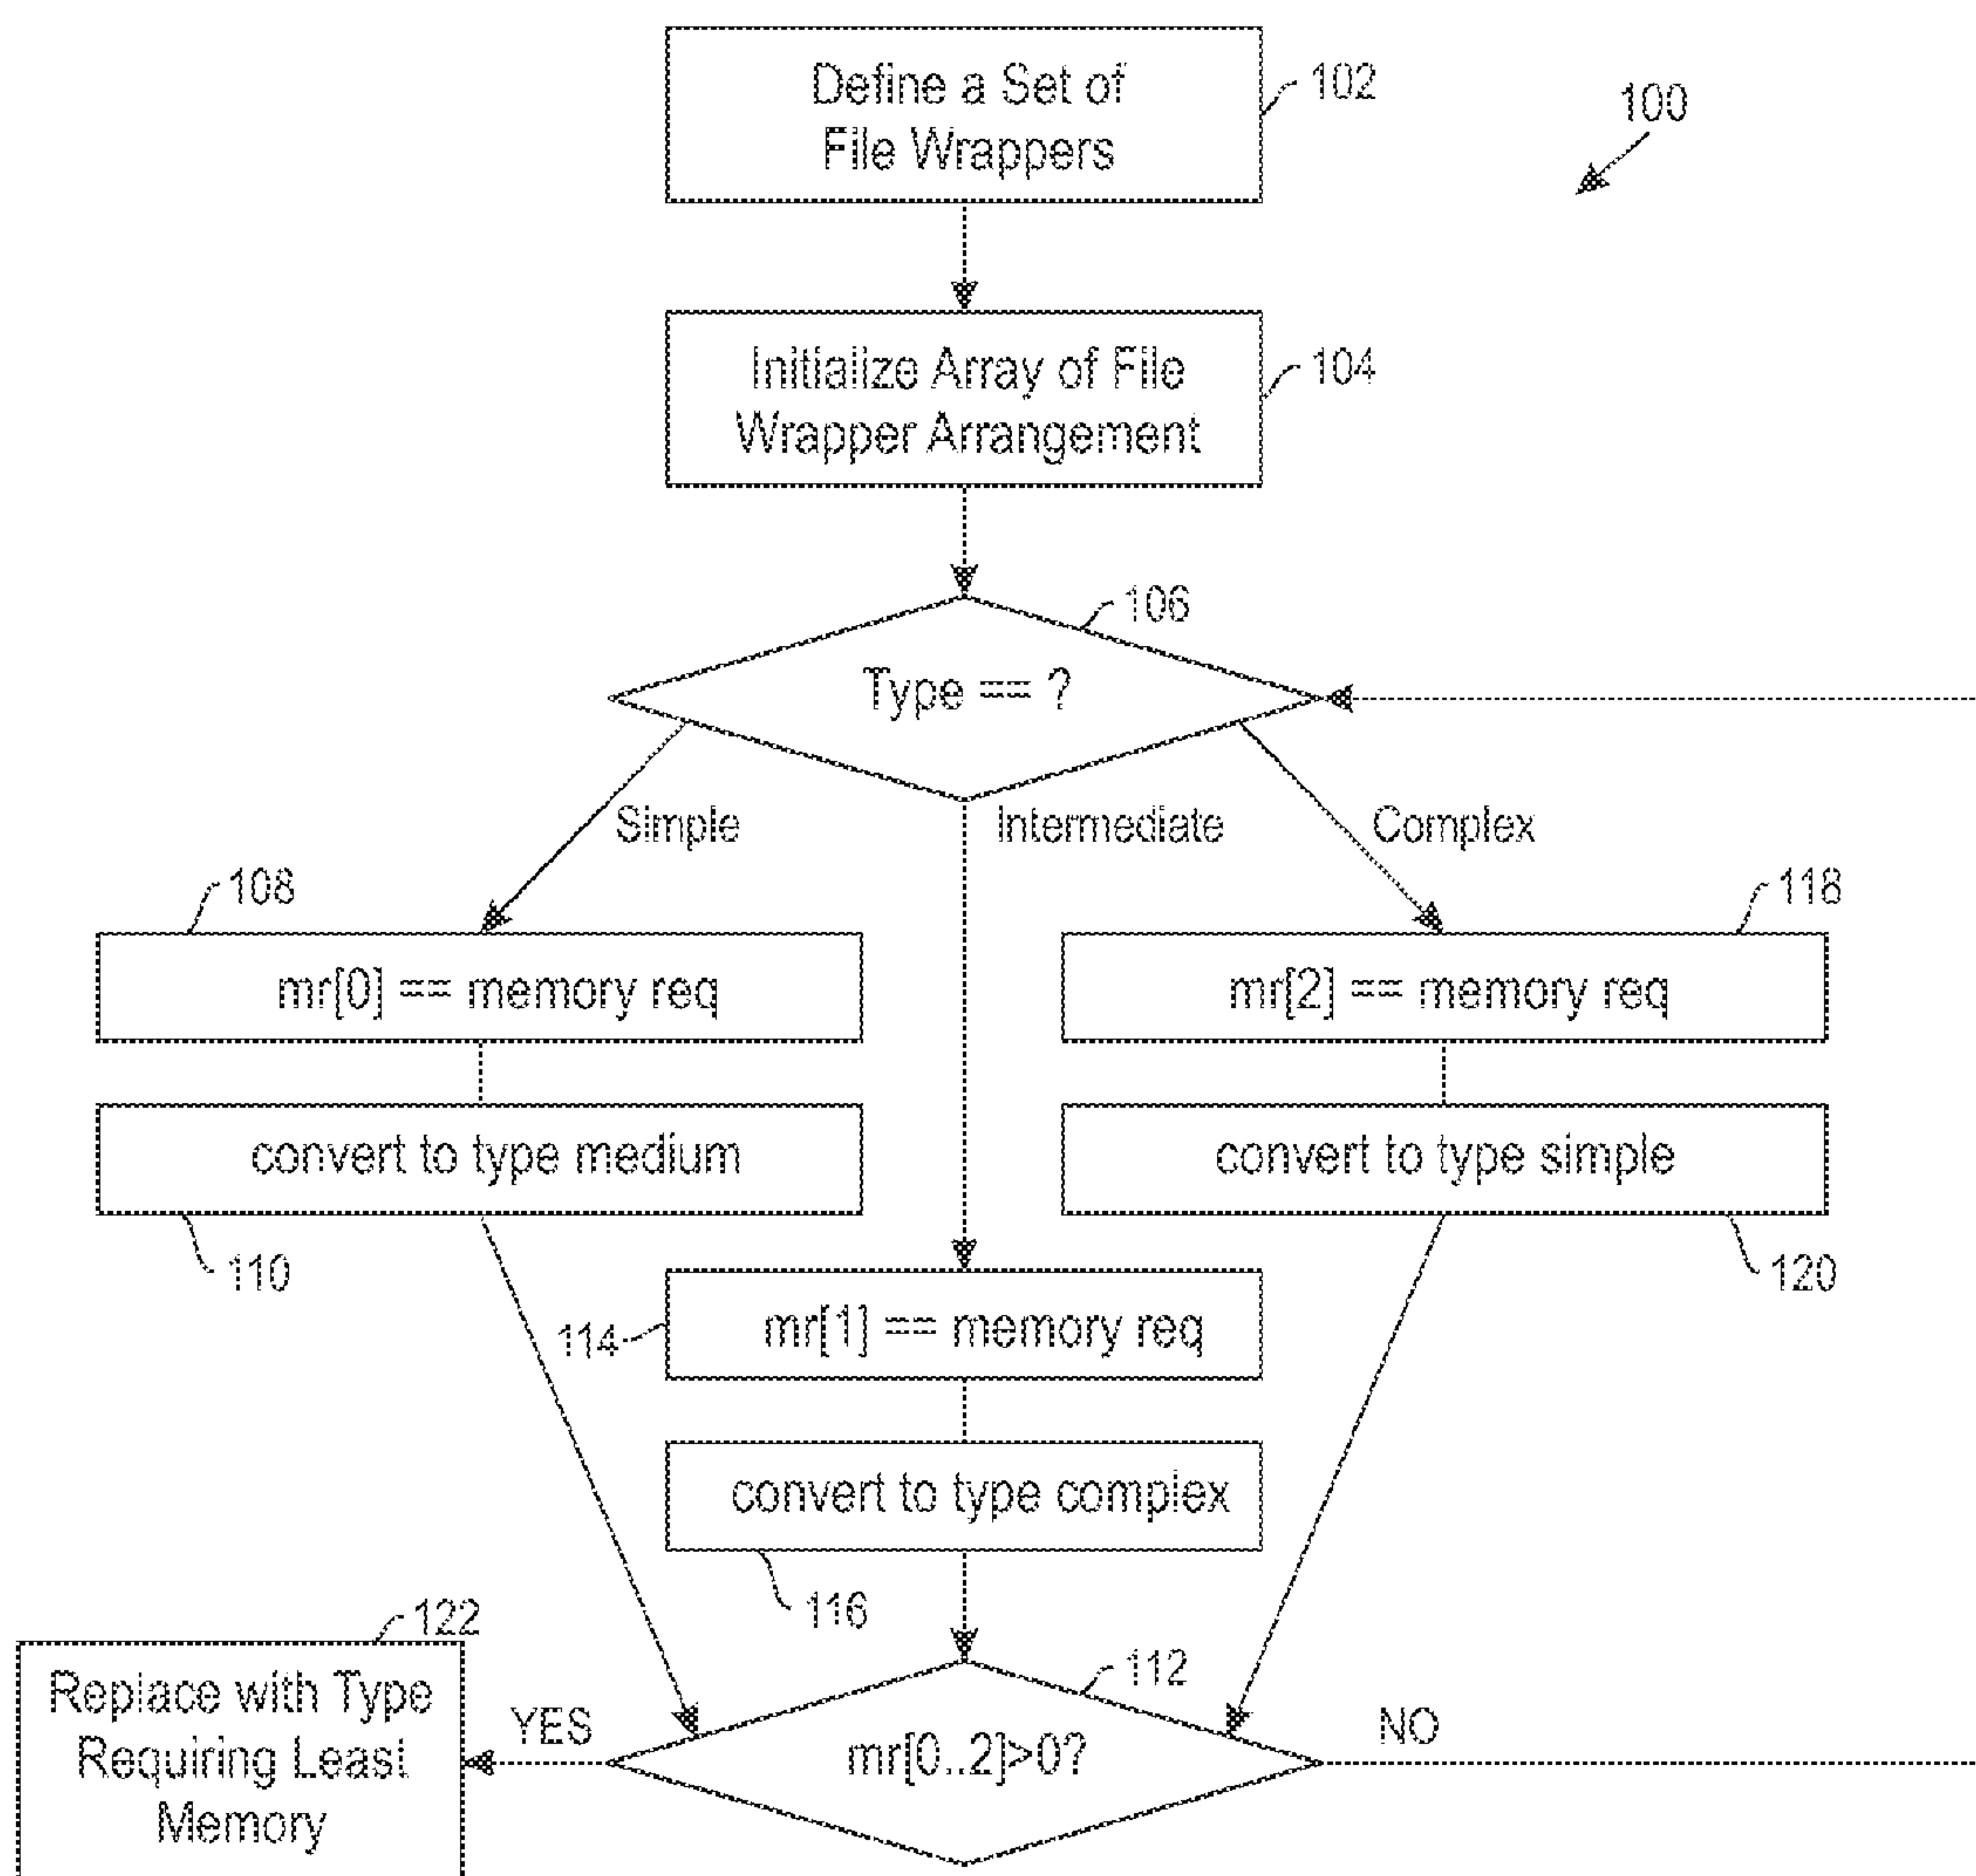 Define a Set of
File Wrappers
102
100
Initialize Array of File
Wrapper Arrangement
104
106
Type == ?
Simple
Intermediate
Complex
108
118
mr[0] == memory req
mr[2] == memory req
convert to type medium
convert to type simple
110
120
114
mr[1] == memory req
convert to type complex
116
122
112
Replace with Type
Requiring Least
Memory
YES
mr[0..2]>0?
NO